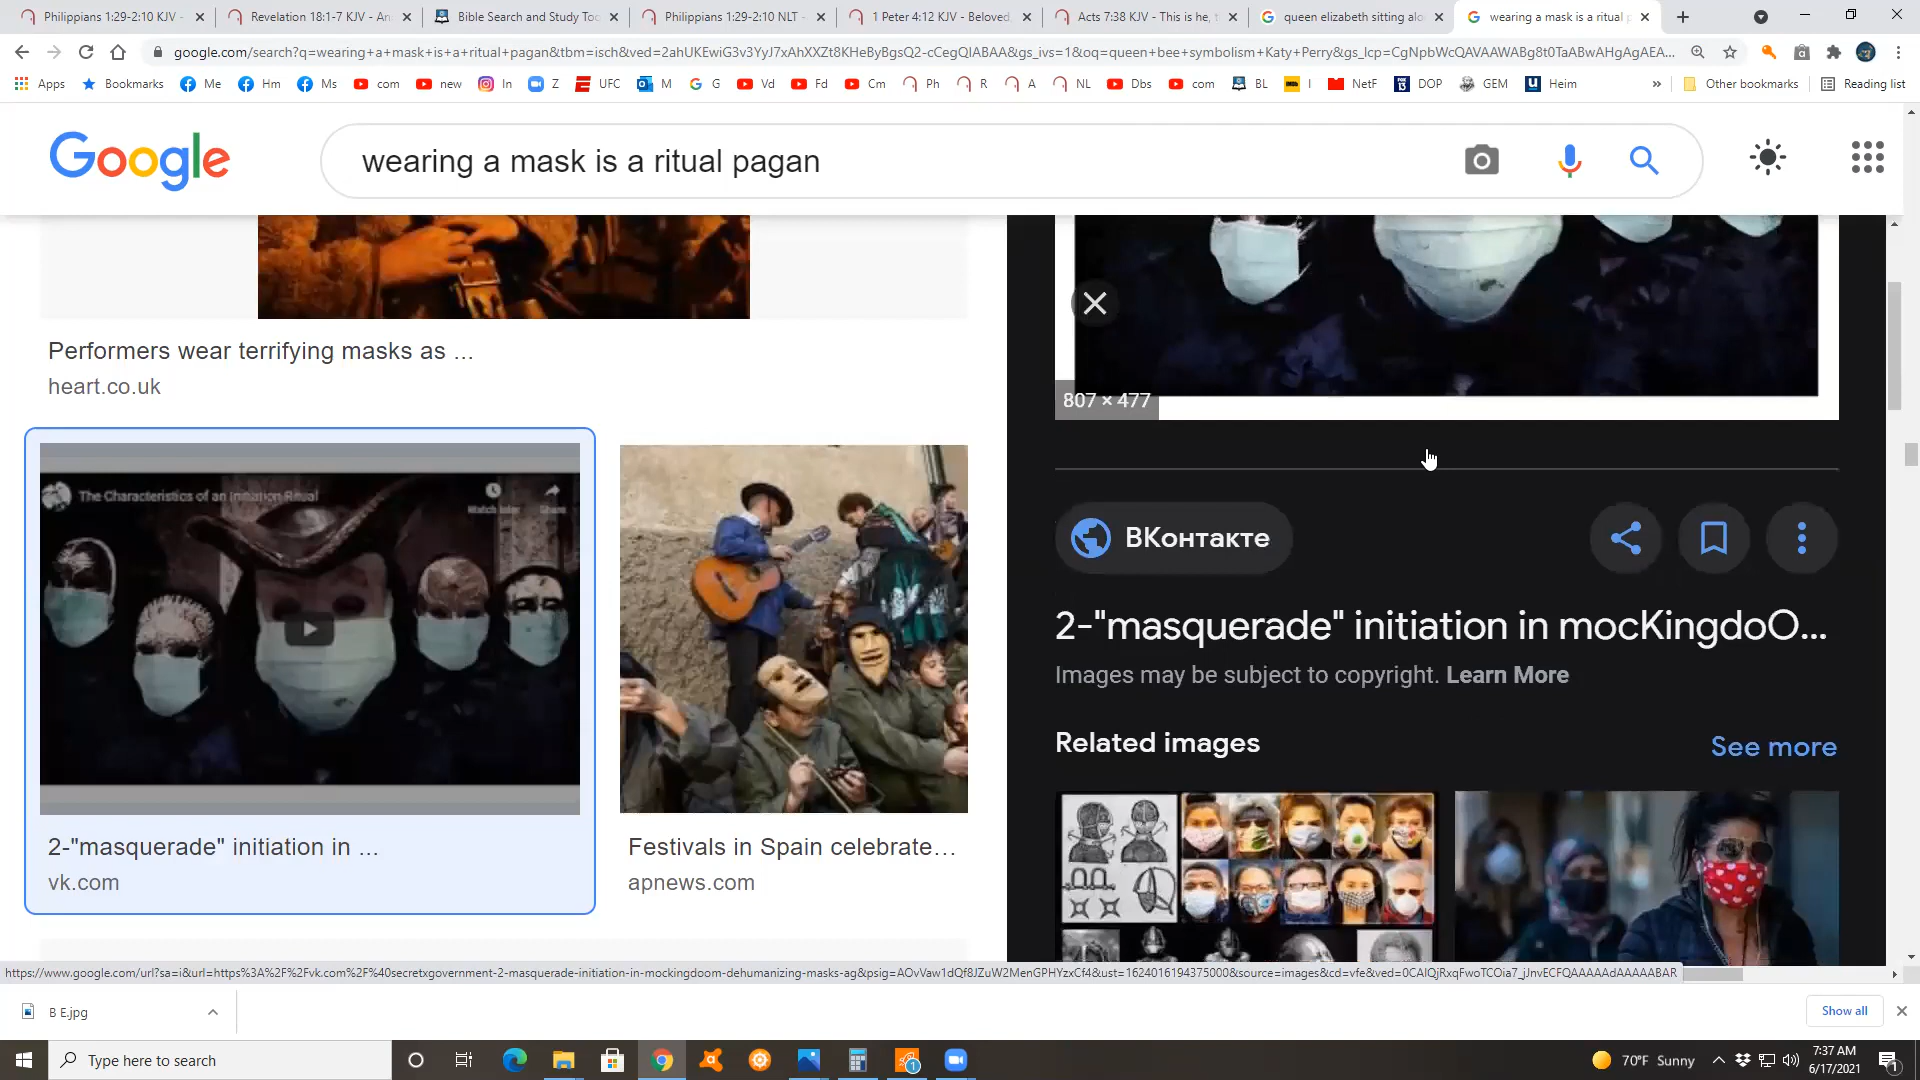 Philippians 1:29-2:10 KJV -
Revelation 18:1-7 KJV - An
Bible Search and Study Too
Philippians 1:29-2:10 NLT -
1 Peter 4:12 KJV - Beloved,
Acts 7:38 KJV - This is he, t
queen elizabeth sitting alo
wearing a mask is a ritual p
google.com/search?q=wearing+a+mask+is+a+ritual+pagan&tbm=isch&ved=2ahUKEwiG3v3YyJ7xAhXXZt8KHeByBgsQ2-cCegQIABAA&gs_ivs=1&oq=queen+bee+symbolism+Katy+Perry&gs_lcp=CgNpbWcQAVAAWABg8t0TaABwAHgAgAEA...
Apps Bookmarks Me Hm Ms com new In Z UFC M G Vd Fd Cm Ph R A NL Dbs com BL I NetF DOP GEM Heim » Other bookmarks Reading list
Google
wearing a mask is a ritual pagan
Performers wear terrifying masks as ...
heart.co.uk
The Characteristics of an Initiation Ritual
Watch later
Share
2-"masquerade" initiation in ...
vk.com
Festivals in Spain celebrate...
apnews.com
807 × 477
ВКонтакте
2-"masquerade" initiation in mocKingdoO...
Images may be subject to copyright. Learn More
Related images
See more
https://www.google.com/url?sa=i&url=https%3A%2F%2Fvk.com%2F%40secretxgovernment-2-masquerade-initiation-in-mockingdoom-dehumanizing-masks-ag&psig=AOvVaw1dQf8JZuW2MenGPHYzxCf4&ust=1624016194375000&source=images&cd=vfe&ved=0CAIQjRxqFwoTCOia7_jJnvECFQAAAAAdAAAAABAR
B E.jpg
Show all
Type here to search
1
70°F Sunny
7:37 AM
6/17/2021
1